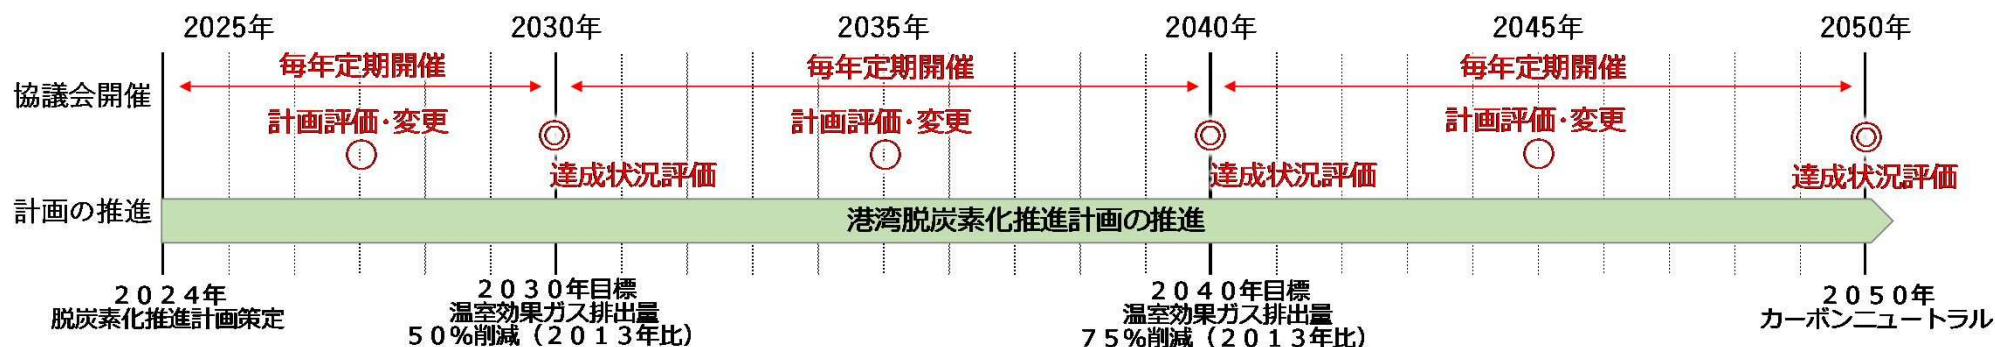 2025年
2030年
2035年
2040年
2045年
2050年
協議会開催
毎年定期開催
毎年定期開催
毎年定期開催
計画評価・変更
計画評価・変更
計画評価・変更
達成状況評価
達成状況評価
達成状況評価
計画の推進
港湾脱炭素化推進計画の推進
２０２４年
脱炭素化推進計画策定
２０３０年目標
温室効果ガス排出量
５０%削減（２０１３年比）
２０４０年目標
温室効果ガス排出量
７５%削減（２０１３年比）
２０５０年
カーボンニュートラル